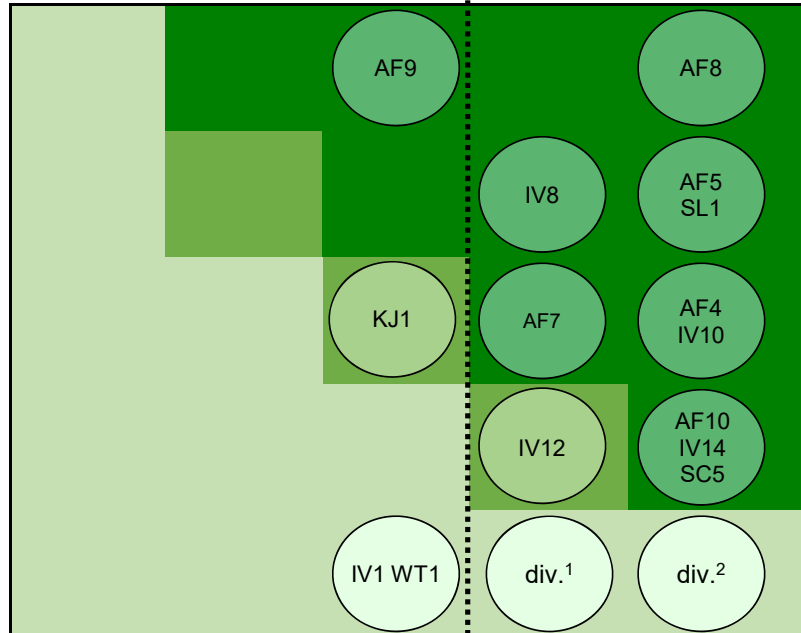 AF9
AF8
IV8
AF5
SL1
KJ1
AF7
AF4
IV10
IV12
AF10
IV14
SC5
IV1 WT1
div.¹
div.²